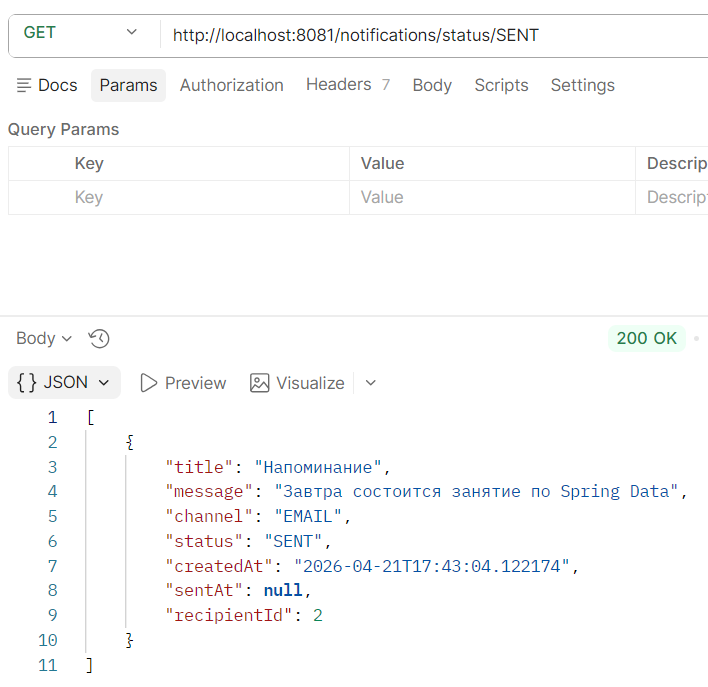 GET http://localhost:8081/notifications/status/SENT
Docs Params Authorization Headers 7 Body Scripts Settings
Query Params
Key Value Descrip
Key Value Descrip
Body 200 OK
{} JSON Preview Visualize
1 [
2 {
3 "title": "Напоминание",
4 "message": "Завтра состоится занятие по Spring Data",
5 "channel": "EMAIL",
6 "status": "SENT",
7 "createdAt": "2026-04-21T17:43:04.122174",
8 "sentAt": null,
9 "recipientId": 2
10 }
11 ]